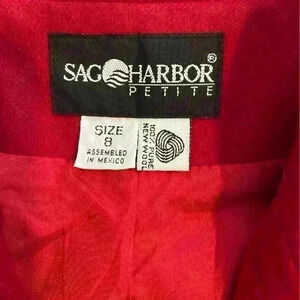 SAG HARBOR®
PETITE
SIZE
8
ASSEMBLED
IN MEXICO
100% PURE
NEW WOOL